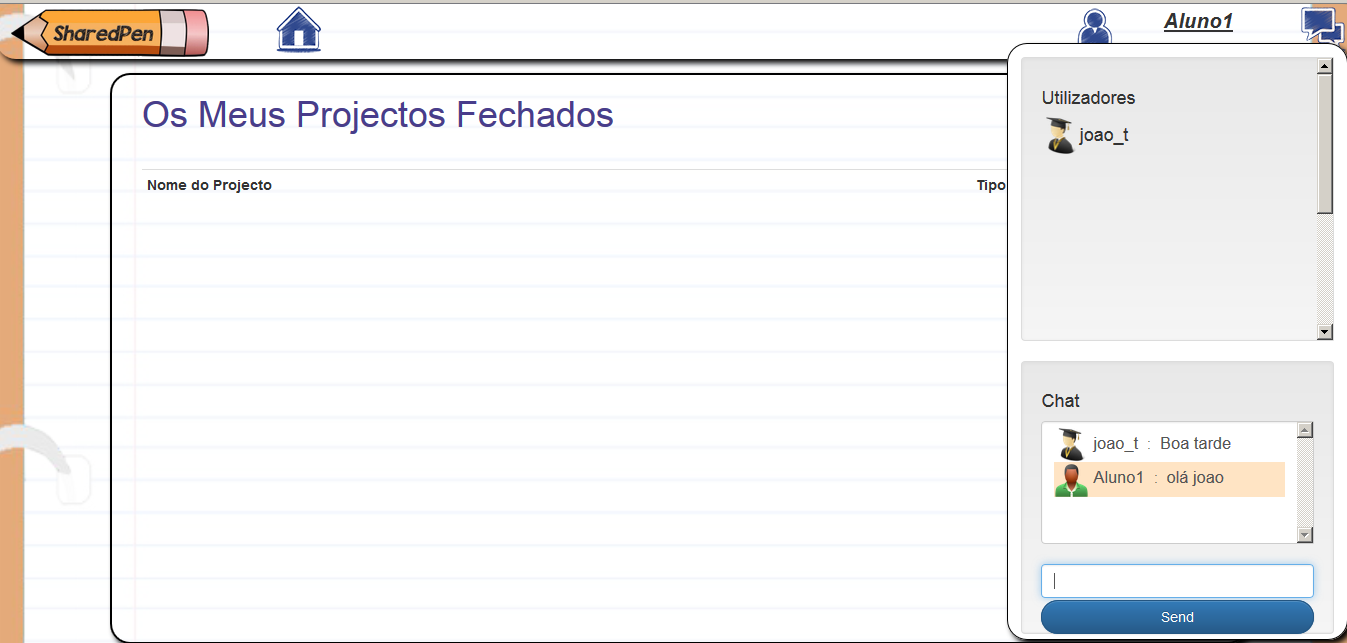 SharedPen
Aluno1
Os Meus Projectos Fechados
Nome do Projecto Tipo
Utilizadores
joao_t
Chat
joao_t : Boa tarde
Aluno1 : olá joao
Send